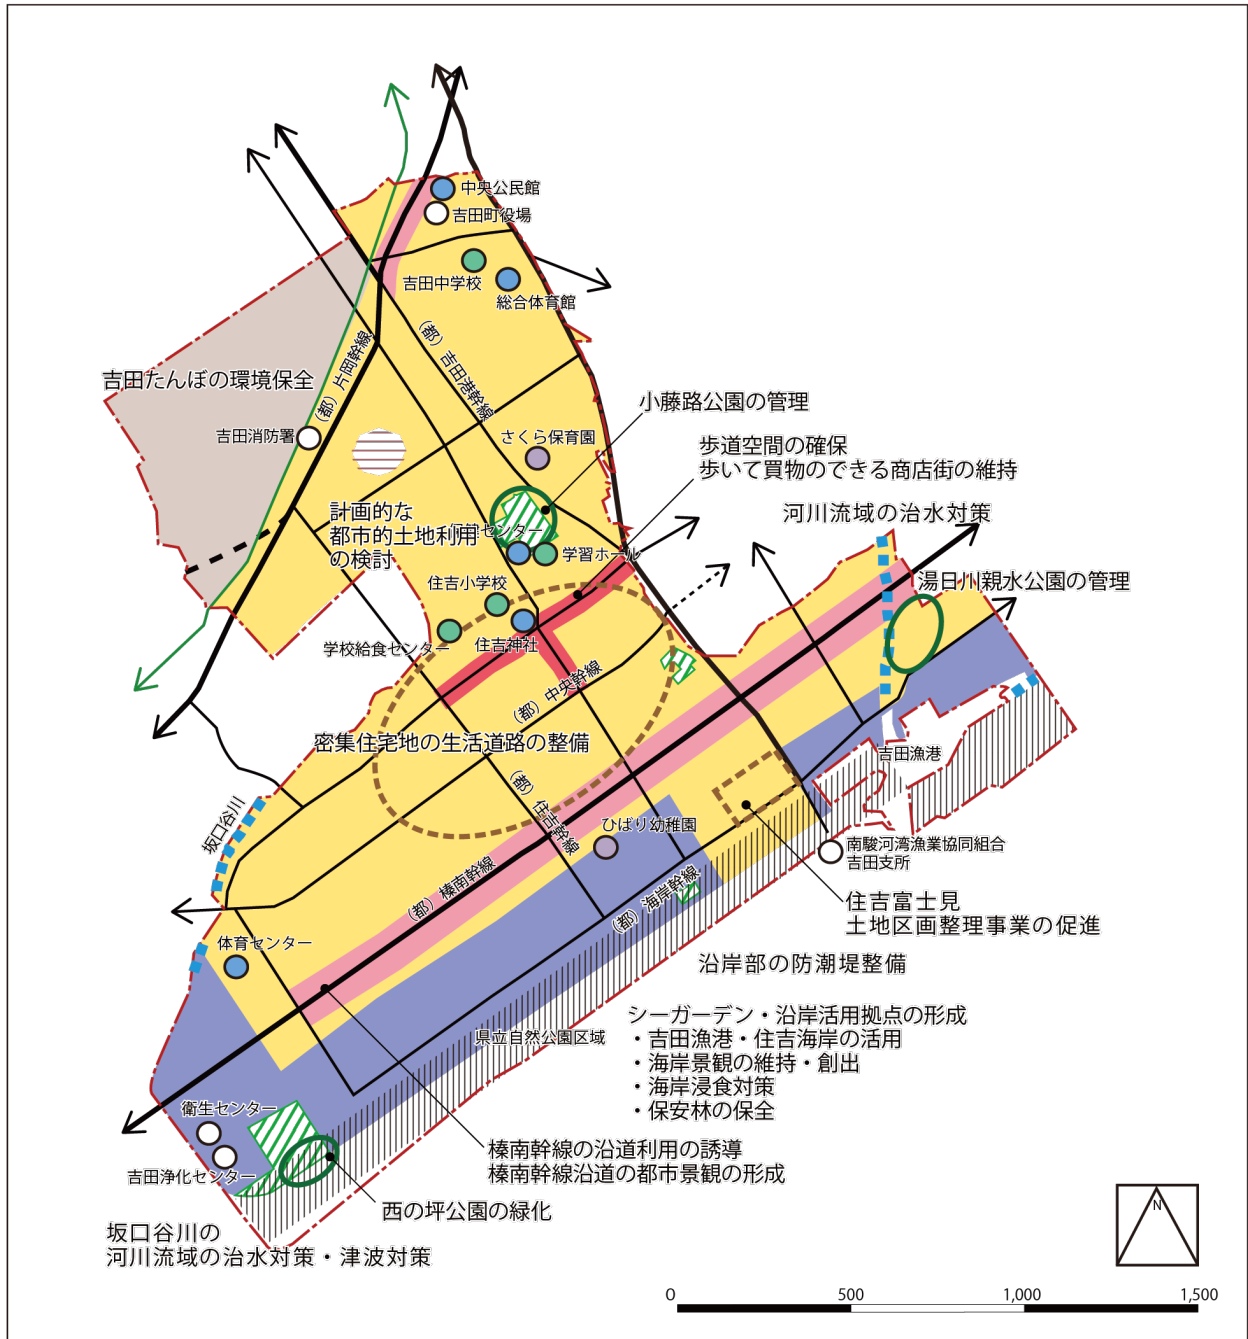 中央公民館
吉田町役場
吉田中学校
総合体育館
(都) 吉田港幹線
(都) 片岡幹線
吉田たんぼの環境保全
小藤路公園の管理
吉田消防署
さくら保育園
歩道空間の確保
歩いて買物のできる商店街の維持
計画的な
都市的土地利用
の検討
河川流域の治水対策
センター
学習ホール
湯日川親水公園の管理
住吉小学校
学校給食センター
住吉神社
(都) 中央幹線
密集住宅地の生活道路の整備
吉田漁港
(都) 住吉幹線
坂口谷川
ひばり幼稚園
南駿河湾漁業協同組合
吉田支所
(都) 榛南幹線
(都) 海岸幹線
住吉富士見
土地区画整理事業の促進
体育センター
沿岸部の防潮堤整備
シーガーデン・沿岸活用拠点の形成
・吉田漁港・住吉海岸の活用
・海岸景観の維持・創出
・海岸浸食対策
・保安林の保全
県立自然公園区域
衛生センター
吉田浄化センター
榛南幹線の沿道利用の誘導
榛南幹線沿道の都市景観の形成
西の坪公園の緑化
坂口谷川の
河川流域の治水対策・津波対策
N
0 500 1,000 1,500